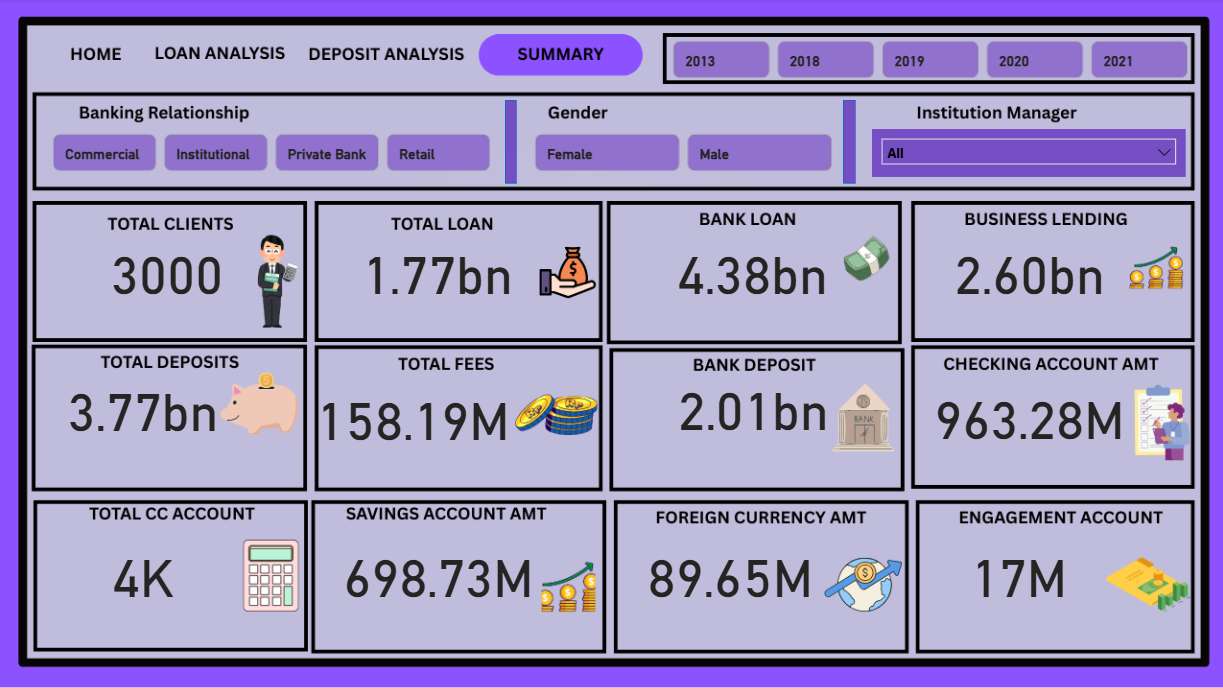 HOME LOAN ANALYSIS DEPOSIT ANALYSIS SUMMARY
2013 2018 2019 2020 2021
Banking Relationship
Commercial Institutional Private Bank Retail
Gender
Female Male
Institution Manager
All
TOTAL CLIENTS
3000
TOTAL LOAN
1.77bn
BANK LOAN
4.38bn
BUSINESS LENDING
2.60bn
TOTAL DEPOSITS
3.77bn
TOTAL FEES
158.19M
Rp
Rp
BANK DEPOSIT
2.01bn
BANK
CHECKING ACCOUNT AMT
963.28M
TOTAL CC ACCOUNT
4K
SAVINGS ACCOUNT AMT
698.73M
FOREIGN CURRENCY AMT
89.65M
ENGAGEMENT ACCOUNT
17M